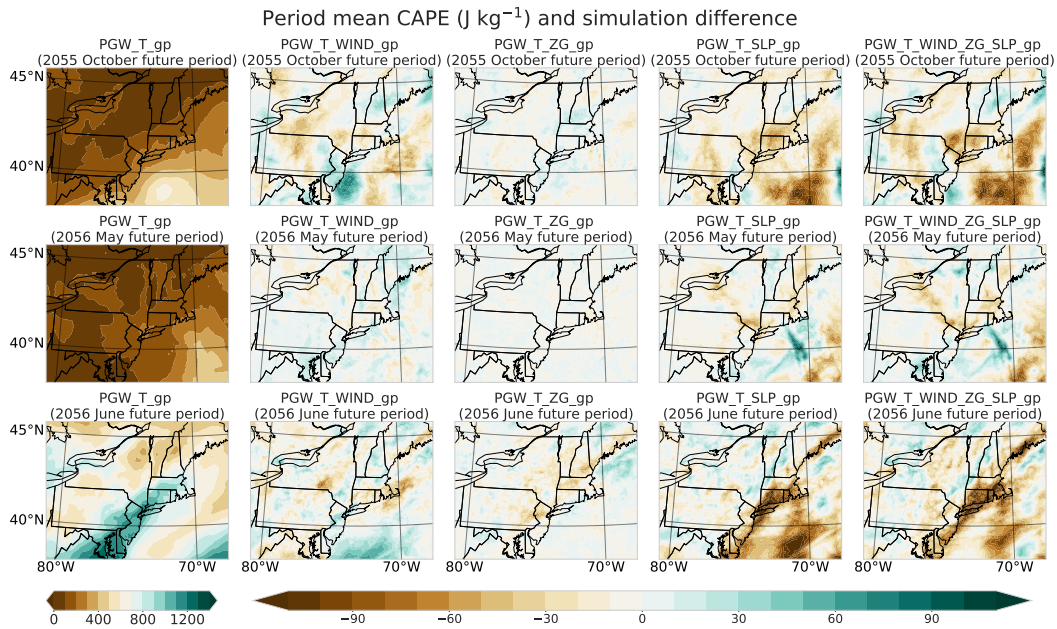 Period mean CAPE (J kg⁻¹) and simulation difference
PGW_T_gp
(2055 October future period)
PGW_T_WIND_gp
(2055 October future period)
PGW_T_ZG_gp
(2055 October future period)
PGW_T_SLP_gp
(2055 October future period)
PGW_T_WIND_ZG_SLP_gp
(2055 October future period)
45°N
40°N
PGW_T_gp
(2056 May future period)
PGW_T_WIND_gp
(2056 May future period)
PGW_T_ZG_gp
(2056 May future period)
PGW_T_SLP_gp
(2056 May future period)
PGW_T_WIND_ZG_SLP_gp
(2056 May future period)
45°N
40°N
PGW_T_gp
(2056 June future period)
PGW_T_WIND_gp
(2056 June future period)
PGW_T_ZG_gp
(2056 June future period)
PGW_T_SLP_gp
(2056 June future period)
PGW_T_WIND_ZG_SLP_gp
(2056 June future period)
45°N
40°N
80°W 70°W 80°W 70°W 80°W 70°W 80°W 70°W 80°W 70°W
0 400 800 1200
−90 −60 −30 0 30 60 90